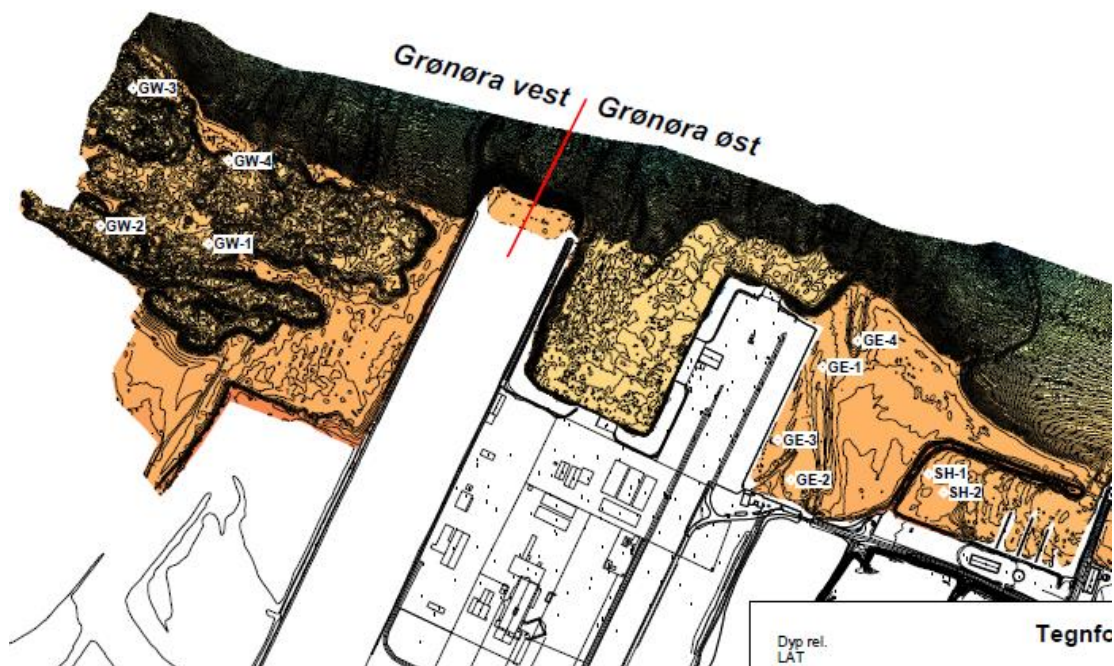 Grønøra vest
Grønøra øst
GW-3
GW-4
GW-2
GW-1
GE-4
GE-1
GE-3
GE-2
SH-1
SH-2
Tegnfo
Dyp rel.
LAT